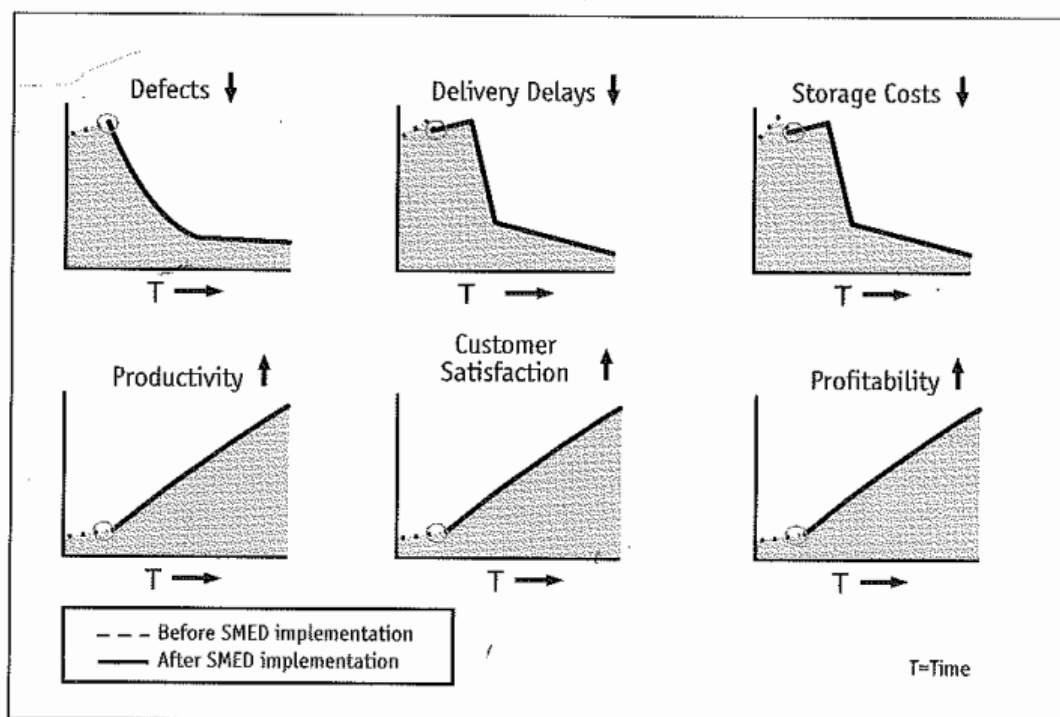 Defects
Delivery Delays
Storage Costs
T
T
T
Productivity
Customer
Satisfaction
Profitability
T
T
T
Before SMED implementation
After SMED implementation
T=Time